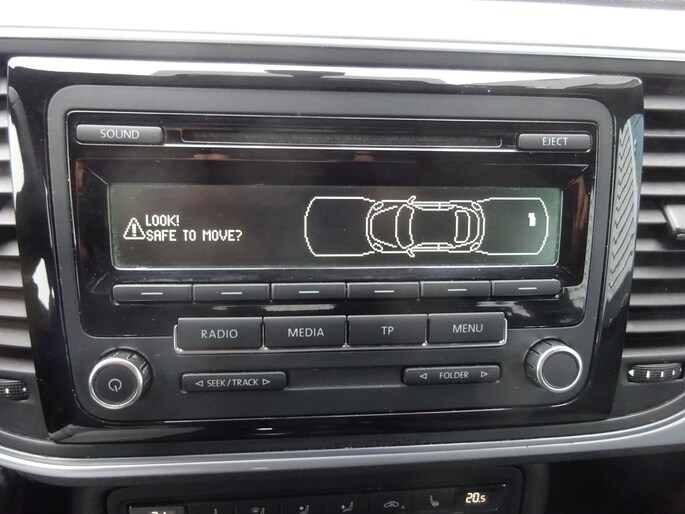 SOUND
EJECT
LOOK!
SAFE TO MOVE?
RADIO
MEDIA
TP
MENU
SEEK / TRACK
FOLDER
20.5